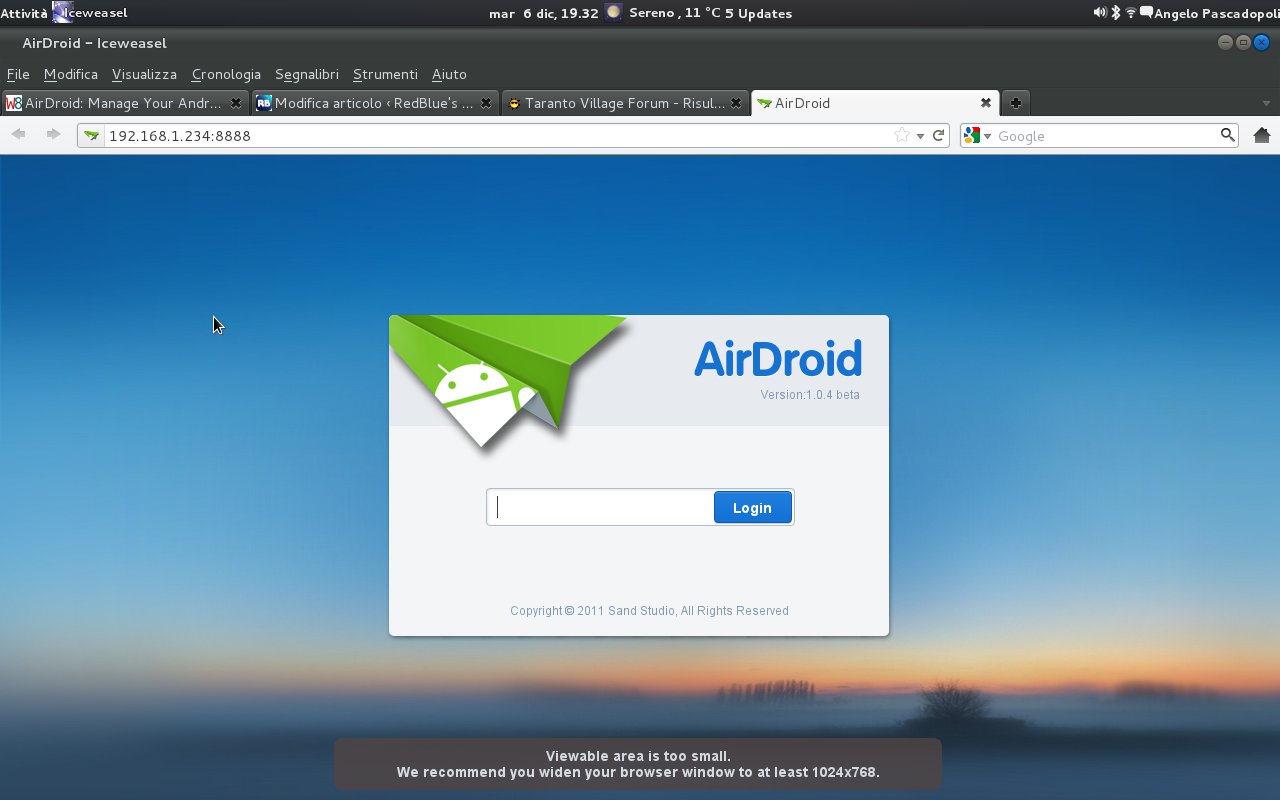 Attività Iceweasel mar 6 dic, 19.32 Sereno , 11 °C 5 Updates Angelo Pascadopoli
AirDroid - Iceweasel
File Modifica Visualizza Cronologia Segnalibri Strumenti Aiuto
W8 AirDroid: Manage Your Andr... RB Modifica articolo ‹ RedBlue's ... Taranto Village Forum - Risul... AirDroid
192.168.1.234:8888 Google
AirDroid
Version:1.0.4 beta
Login
Copyright © 2011 Sand Studio, All Rights Reserved
Viewable area is too small.
We recommend you widen your browser window to at least 1024x768.